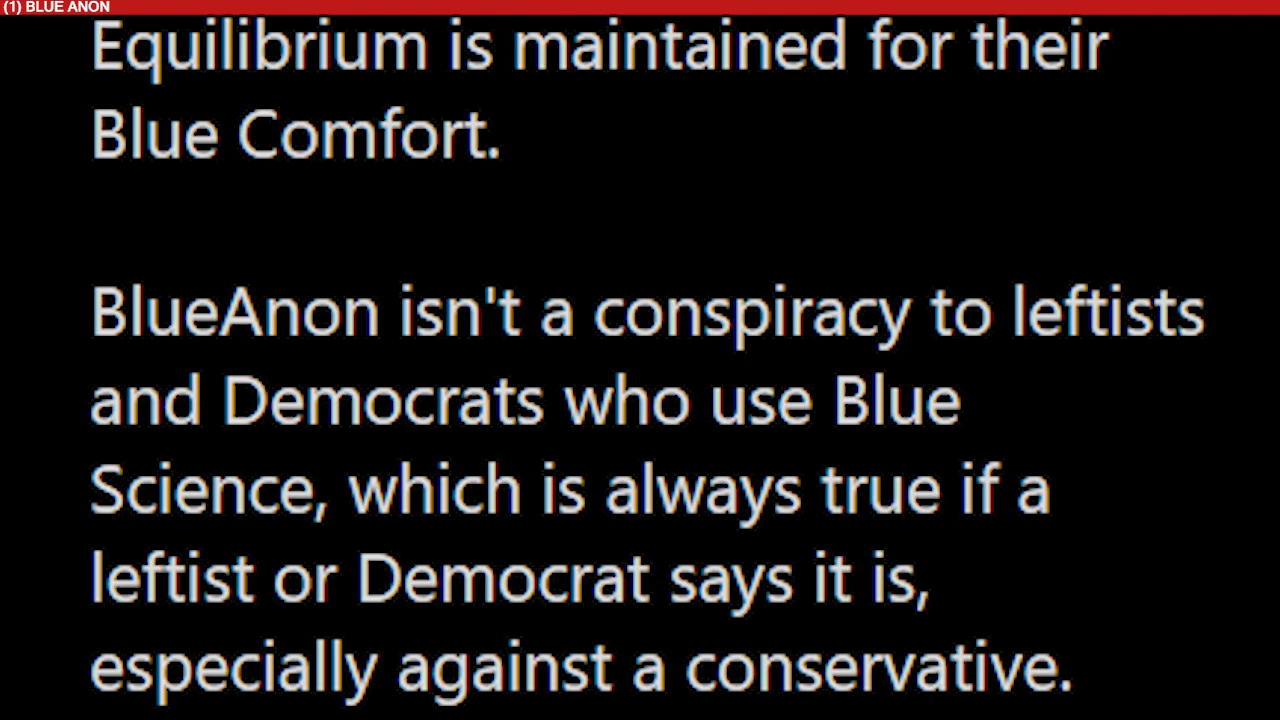 (1) BLUE ANON
Equilibrium is maintained for their
Blue Comfort.
BlueAnon isn't a conspiracy to leftists
and Democrats who use Blue
Science, which is always true if a
leftist or Democrat says it is,
especially against a conservative.